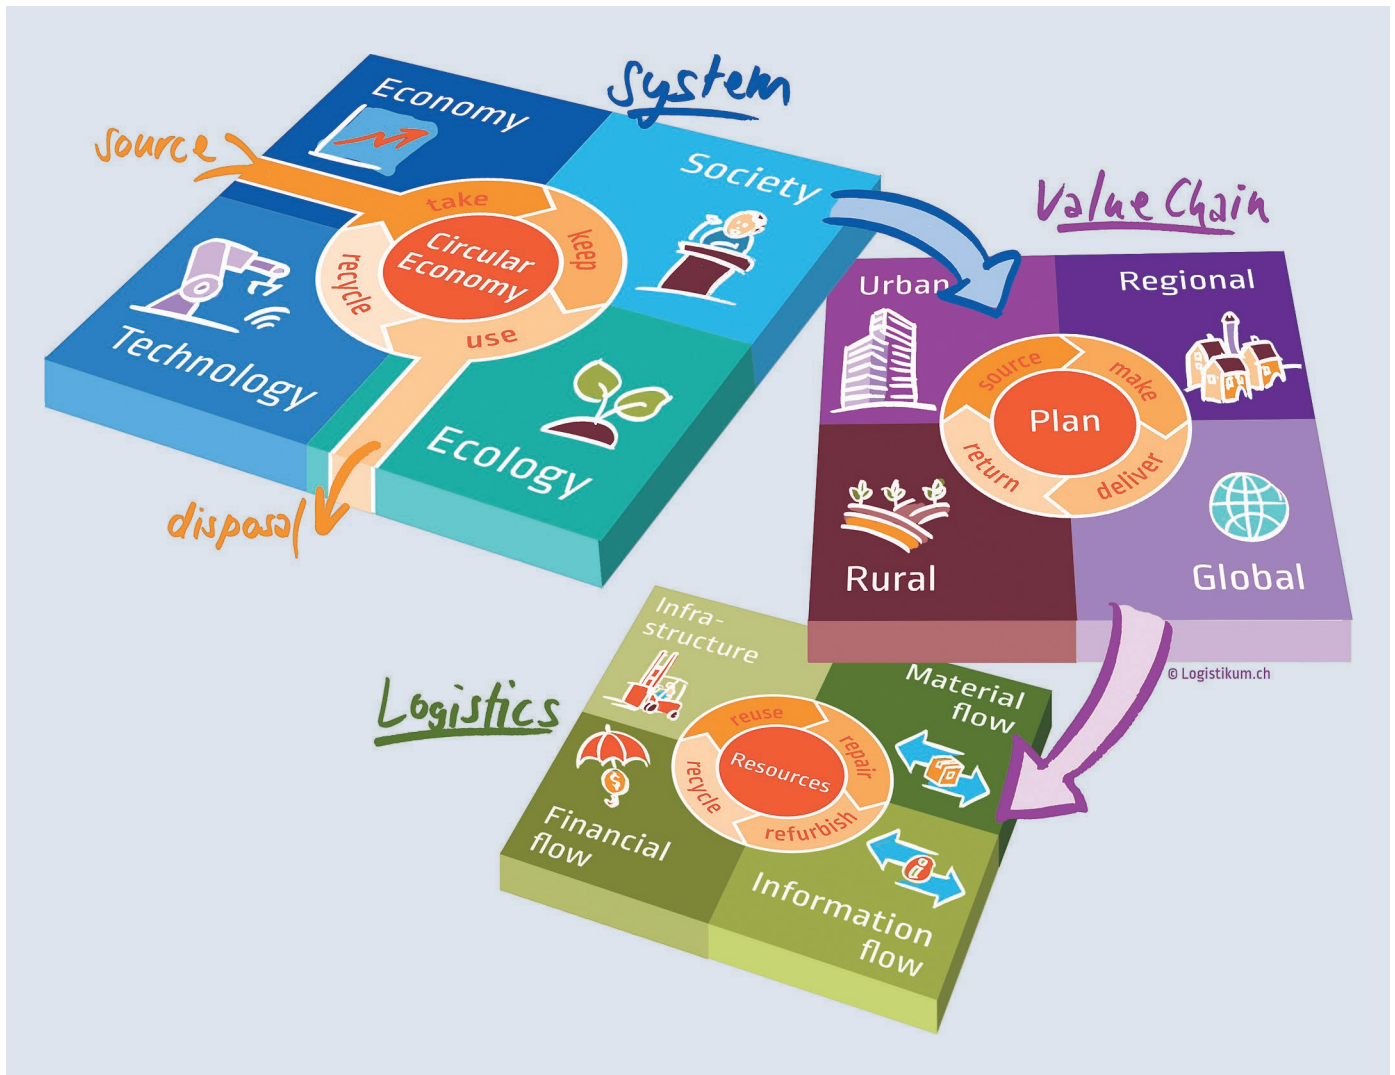 System
Economy
source
Society
take
keep
use
recycle
Circular
Economy
Technology
Ecology
disposal
Value Chain
Urban
Regional
source
make
deliver
return
Plan
Rural
Global
© Logistikum.ch
Logistics
Infra-
structure
Material
flow
reuse
repair
refurbish
recycle
Resources
Financial
flow
Information
flow